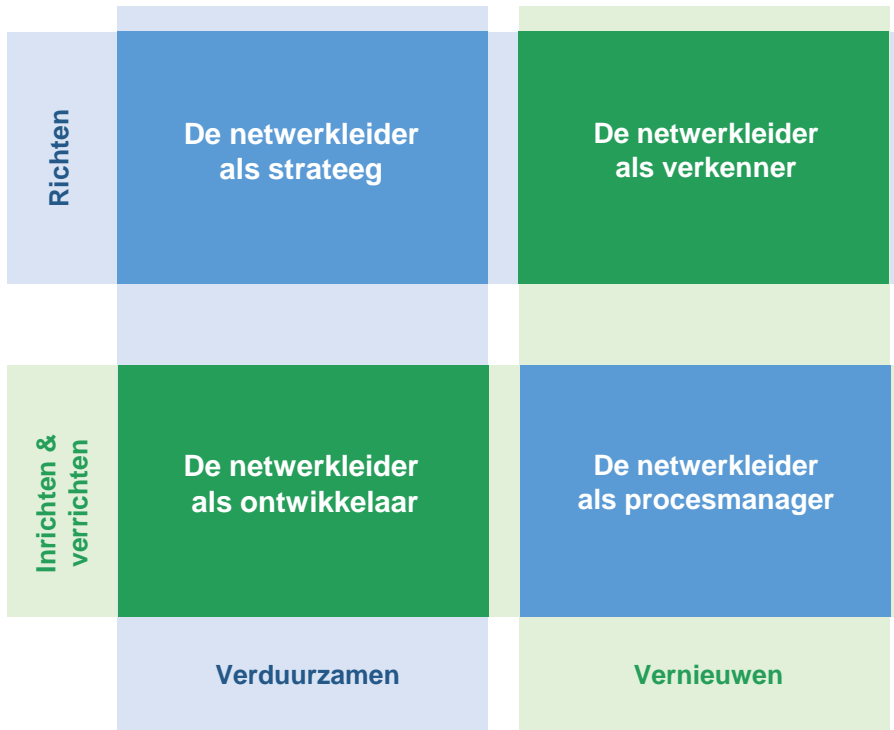 Richten
De netwerkleider
als strateeg
De netwerkleider
als verkenner
Inrichten &
verrichten
De netwerkleider
als ontwikkelaar
De netwerkleider
als procesmanager
Verduurzamen
Vernieuwen